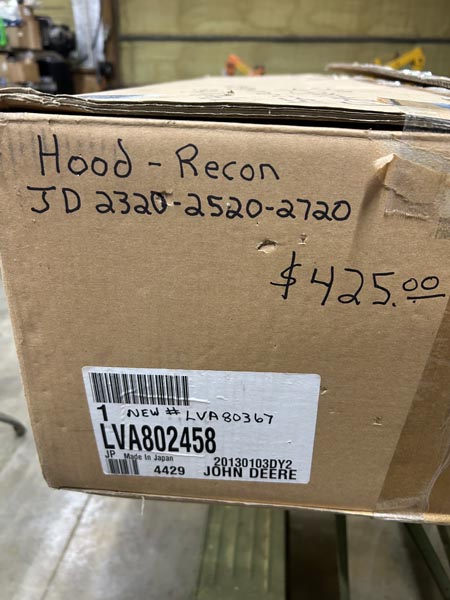 Hood - Recon
JD 2320-2520-2720
$425.00
1 NEW # LVA80367
LVA802458
JP Made In Japan 20130103DY2
4429 JOHN DEERE